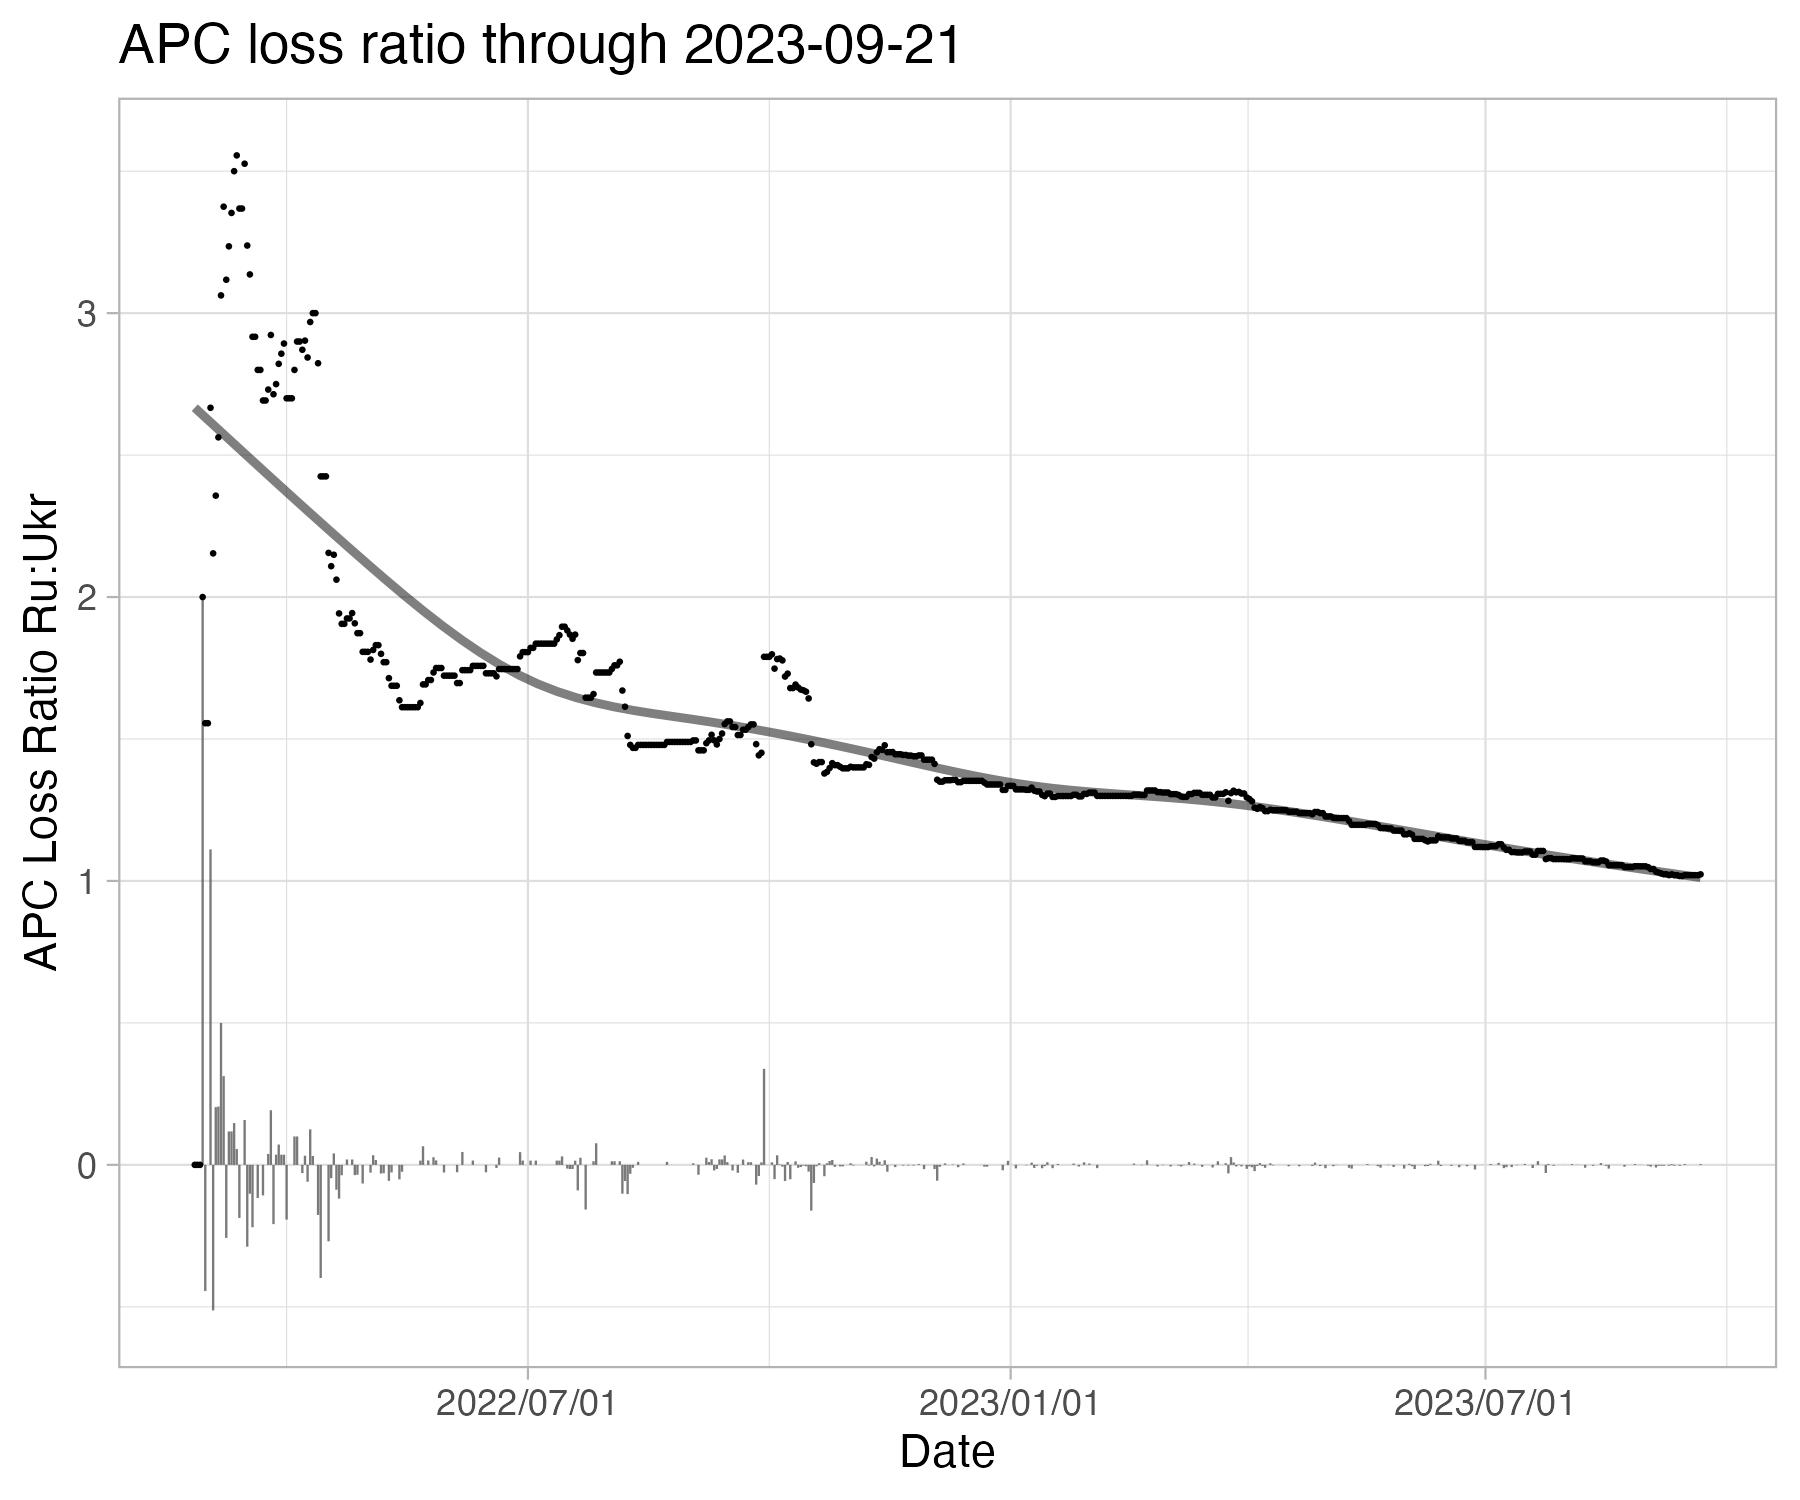 APC loss ratio through 2023-09-21
APC Loss Ratio Ru:Ukr
3
2
1
0
2022/07/01
2023/01/01
2023/07/01
Date